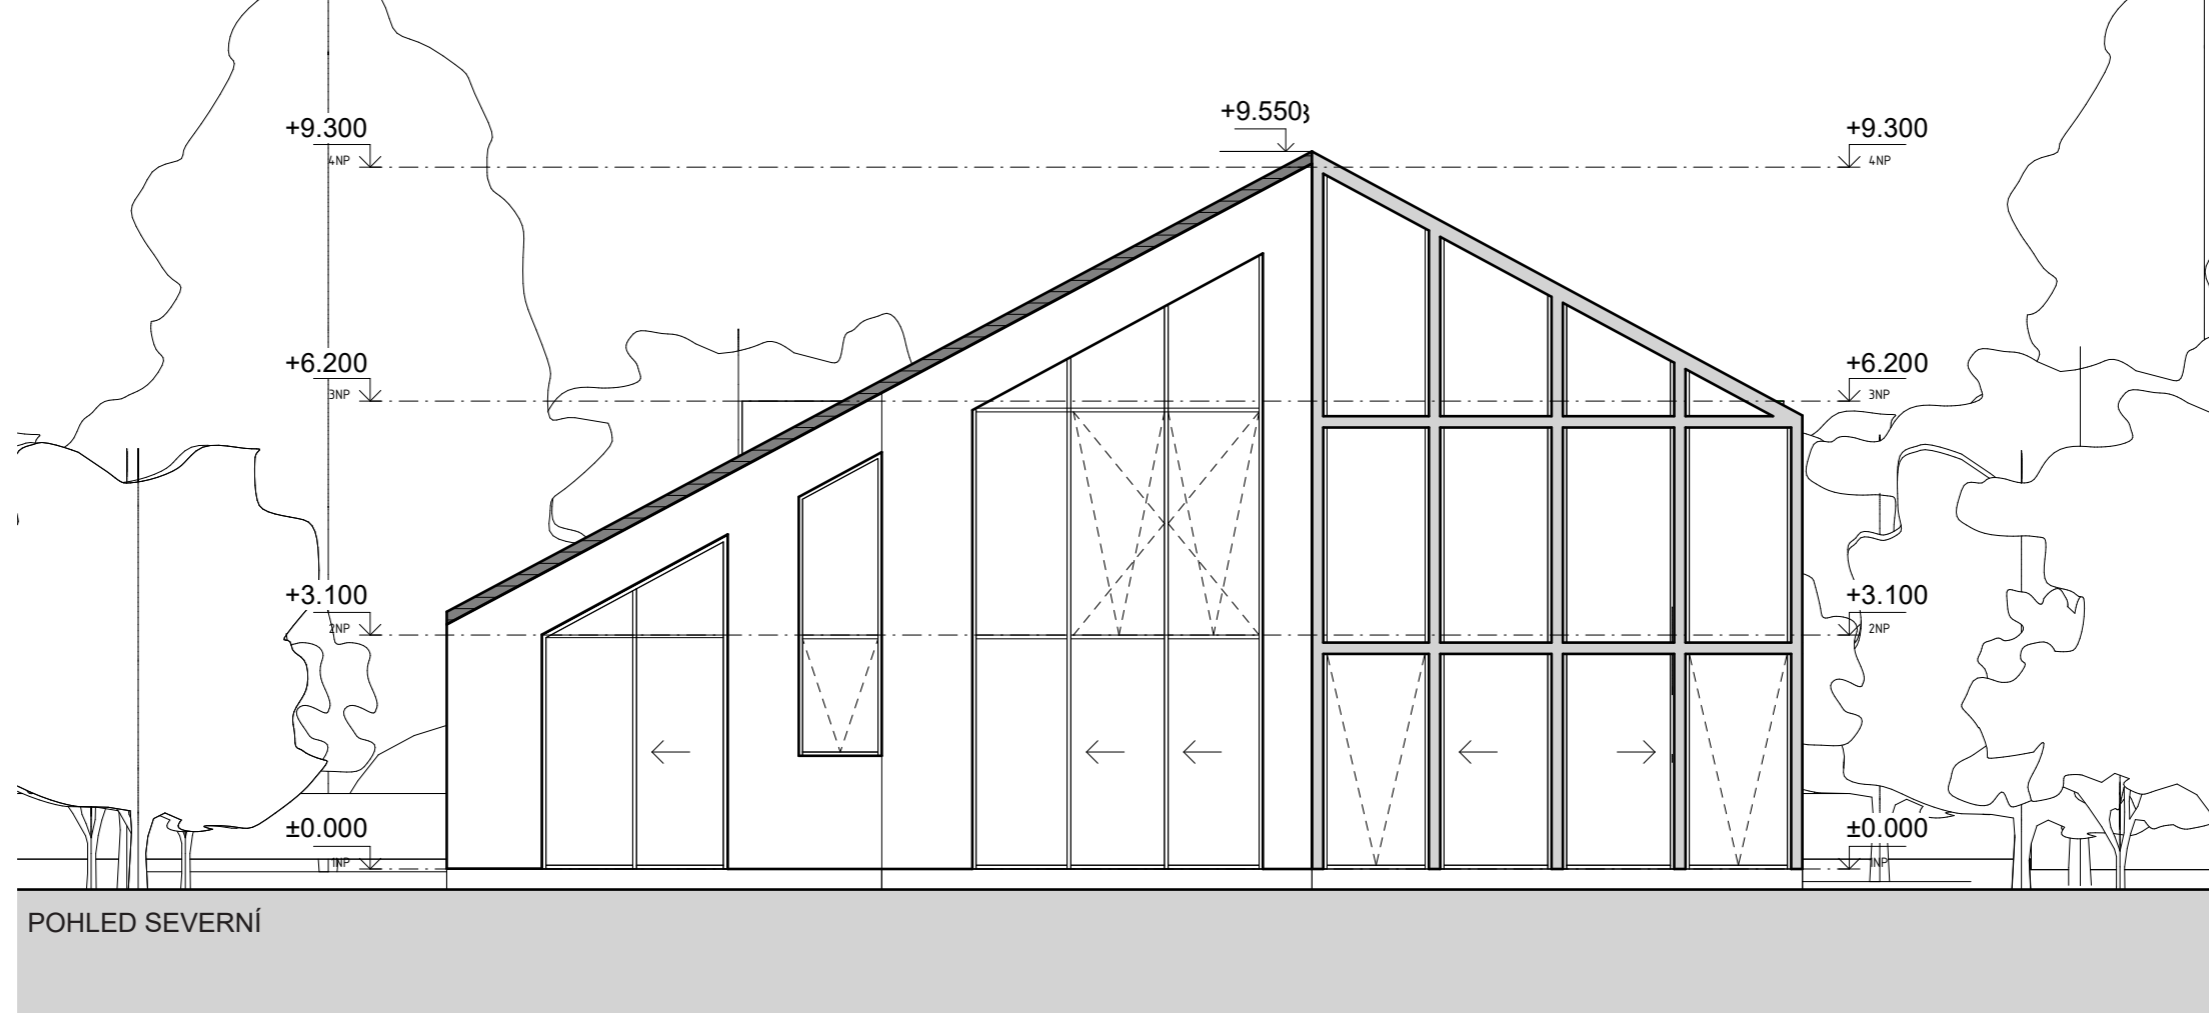 +9.550
+9.300
4NP
+9.300
4NP
+6.200
3NP
+6.200
3NP
+3.100
2NP
+3.100
2NP
±0.000
1NP
±0.000
1NP
POHLED SEVERNÍ